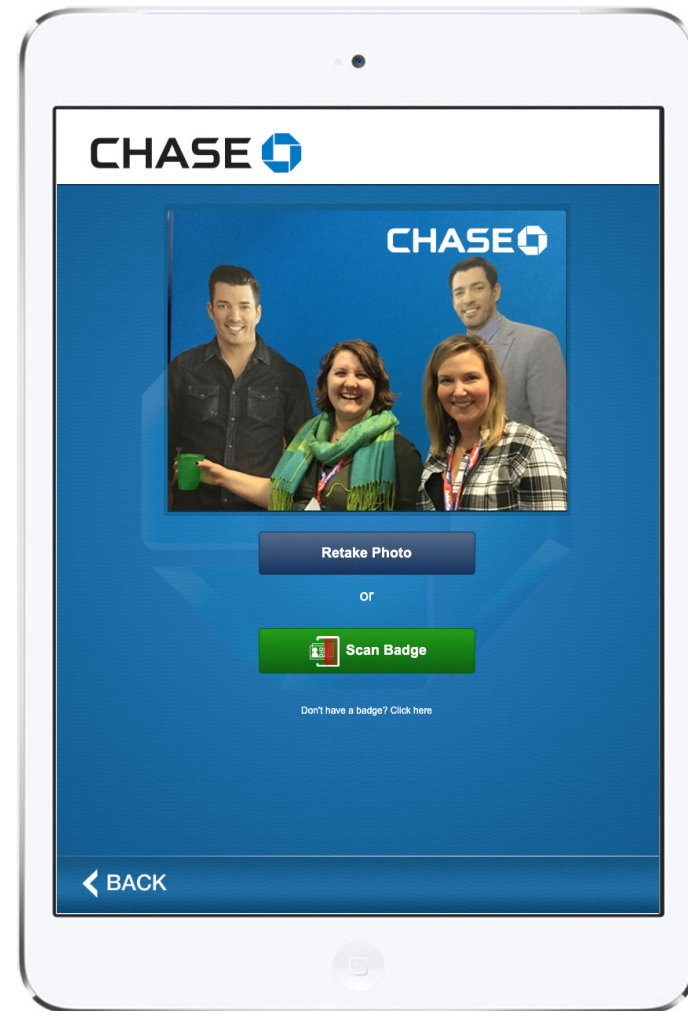 CHASE
CHASE
Retake Photo
or
Scan Badge
Don't have a badge? Click here
BACK